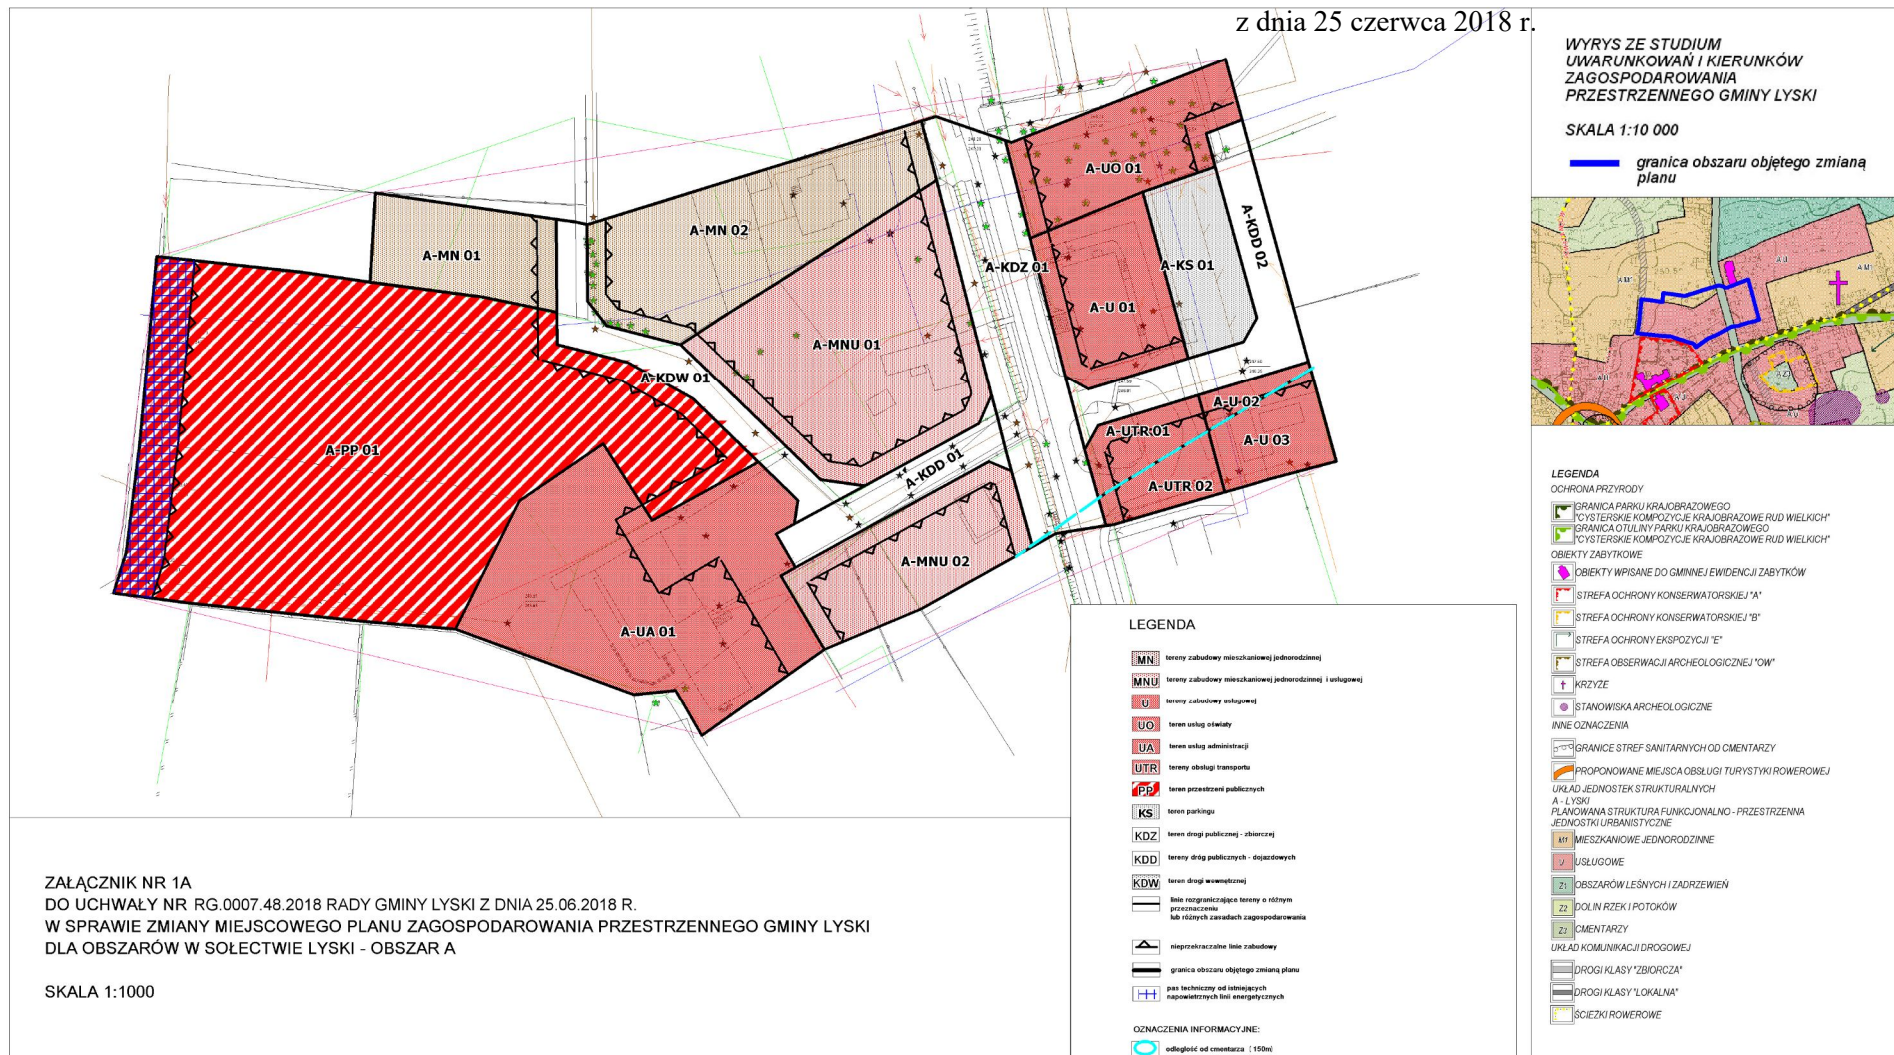 z dnia 25 czerwca 2018 r.
WYRYS ZE STUDIUM
UWARUNKOWAŃ I KIERUNKÓW
ZAGOSPODAROWANIA
PRZESTRZENNEGO GMINY LYSKI
SKALA 1:10 000
granica obszaru objętego zmianą
planu
A-MN 01
A-MN 02
A-MNU 01
A-KDW 01
A-PP 01
A-UA 01
A-KDD 01
A-MNU 02
A-KDZ 01
A-UO 01
A-KS 01
A-KDD 02
A-U 01
A-U 02
A-UTR 01
A-U 03
A-UTR 02
LEGENDA
MN tereny zabudowy mieszkaniowej jednorodzinnej
MNU tereny zabudowy mieszkaniowej jednorodzinnej i usługowej
U tereny zabudowy usługowej
UO teren usług oświaty
UA teren usług administracji
UTR tereny obsługi transportu
PP teren przestrzeni publicznych
KS teren parkingu
KDZ teren drogi publicznej - zbiorczej
KDD tereny dróg publicznych - dojazdowych
KDW teren drogi wewnętrznej
linie rozgraniczające tereny o różnym
przeznaczeniu
lub różnych zasadach zagospodarowania
nieprzekraczalne linie zabudowy
granica obszaru objętego zmianą planu
pas techniczny od istniejących
napowietrznych linii energetycznych
OZNACZENIA INFORMACYJNE:
odległość od cmentarza ( 150m)
LEGENDA
OCHRONA PRZYRODY
GRANICA PARKU KRAJOBRAZOWEGO
"CYSTERSKIE KOMPOZYCJE KRAJOBRAZOWE RUD WIELKICH"
GRANICA OTULINY PARKU KRAJOBRAZOWEGO
"CYSTERSKIE KOMPOZYCJE KRAJOBRAZOWE RUD WIELKICH"
OBIEKTY ZABYTKOWE
OBIEKTY WPISANE DO GMINNEJ EWIDENCJI ZABYTKÓW
STREFA OCHRONY KONSERWATORSKIEJ "A"
STREFA OCHRONY KONSERWATORSKIEJ "B"
STREFA OCHRONY EKSPOZYCJI "E"
STREFA OBSERWACJI ARCHEOLOGICZNEJ "OW"
KRZYŻE
STANOWISKA ARCHEOLOGICZNE
INNE OZNACZENIA
GRANICE STREF SANITARNYCH OD CMENTARZY
PROPONOWANE MIEJSCA OBSŁUGI TURYSTYKI ROWEROWEJ
UKŁAD JEDNOSTEK STRUKTURALNYCH
A - ŁYSKI
PLANOWANA STRUKTURA FUNKCJONALNO - PRZESTRZENNA
JEDNOSTKI URBANISTYCZNE
M1 MIESZKANIOWE JEDNORODZINNE
U USŁUGOWE
Z1 OBSZARÓW LEŚNYCH I ZADRZEWIEŃ
Z2 DOLIN RZEK I POTOKÓW
Z3 CMENTARZY
UKŁAD KOMUNIKACJI DROGOWEJ
DROGI KLASY "ZBIORCZA"
DROGI KLASY "LOKALNA"
ŚCIEŻKI ROWEROWE
ZAŁĄCZNIK NR 1A
DO UCHWAŁY NR RG.0007.48.2018 RADY GMINY LYSKI Z DNIA 25.06.2018 R.
W SPRAWIE ZMIANY MIEJSCOWEGO PLANU ZAGOSPODAROWANIA PRZESTRZENNEGO GMINY LYSKI
DLA OBSZARÓW W SOŁECTWIE LYSKI - OBSZAR A
SKALA 1:1000